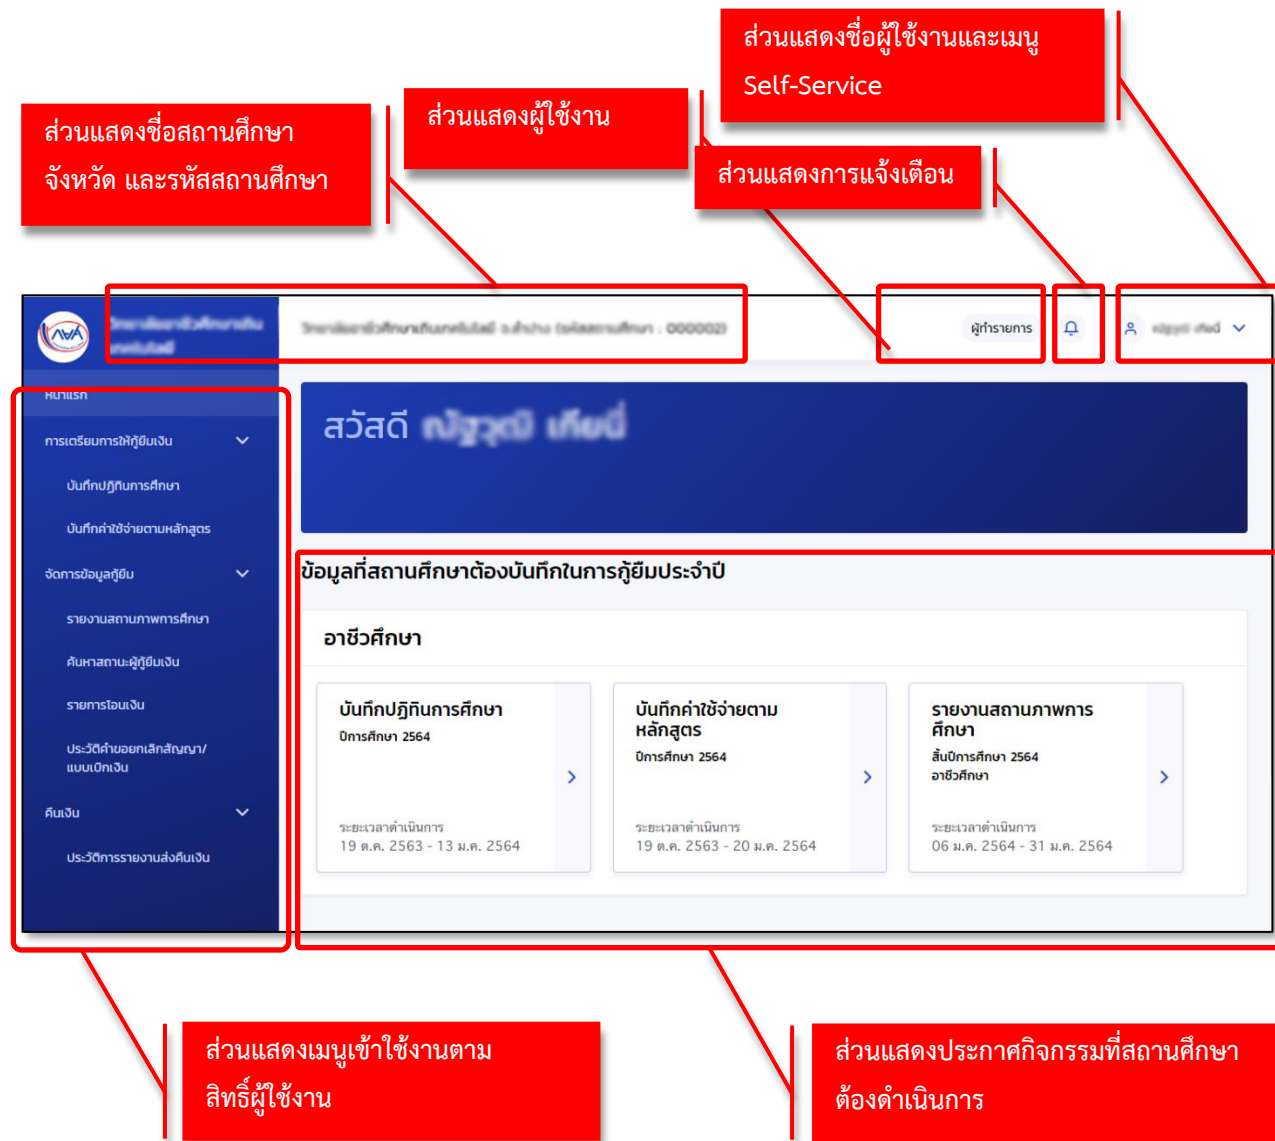 ส่วนแสดงชื่อผู้ใช้งานและเมนู
Self-Service
ส่วนแสดงผู้ใช้งาน
ส่วนแสดงชื่อสถานศึกษา
จังหวัด และรหัสสถานศึกษา
ส่วนแสดงการแจ้งเตือน
กยศ
ผู้ทำรายการ
หน้าแรก
การเตรียมการให้กู้ยืมเงิน
บันทึกปฏิทินการศึกษา
บันทึกค่าใช้จ่ายตามหลักสูตร
จัดการข้อมูลกู้ยืม
รายงานสถานภาพการศึกษา
ค้นหาสถานะผู้กู้ยืมเงิน
รายการโอนเงิน
ประวัติคำขอยกเลิกสัญญา/
แบบเบิกเงิน
คืนเงิน
ประวัติการรายงานส่งคืนเงิน
สวัสดี
ข้อมูลที่สถานศึกษาต้องบันทึกในการกู้ยืมประจำปี
อาชีวศึกษา
บันทึกปฏิทินการศึกษา
ปีการศึกษา 2564
ระยะเวลาดำเนินการ
19 ต.ค. 2563 - 13 ม.ค. 2564
บันทึกค่าใช้จ่ายตาม
หลักสูตร
ปีการศึกษา 2564
ระยะเวลาดำเนินการ
19 ต.ค. 2563 - 20 ม.ค. 2564
รายงานสถานภาพการ
ศึกษา
สิ้นปีการศึกษา 2564
อาชีวศึกษา
ระยะเวลาดำเนินการ
06 ม.ค. 2564 - 31 ม.ค. 2564
ส่วนแสดงเมนูเข้าใช้งานตาม
สิทธิ์ผู้ใช้งาน
ส่วนแสดงประกาศกิจกรรมที่สถานศึกษา
ต้องดำเนินการ